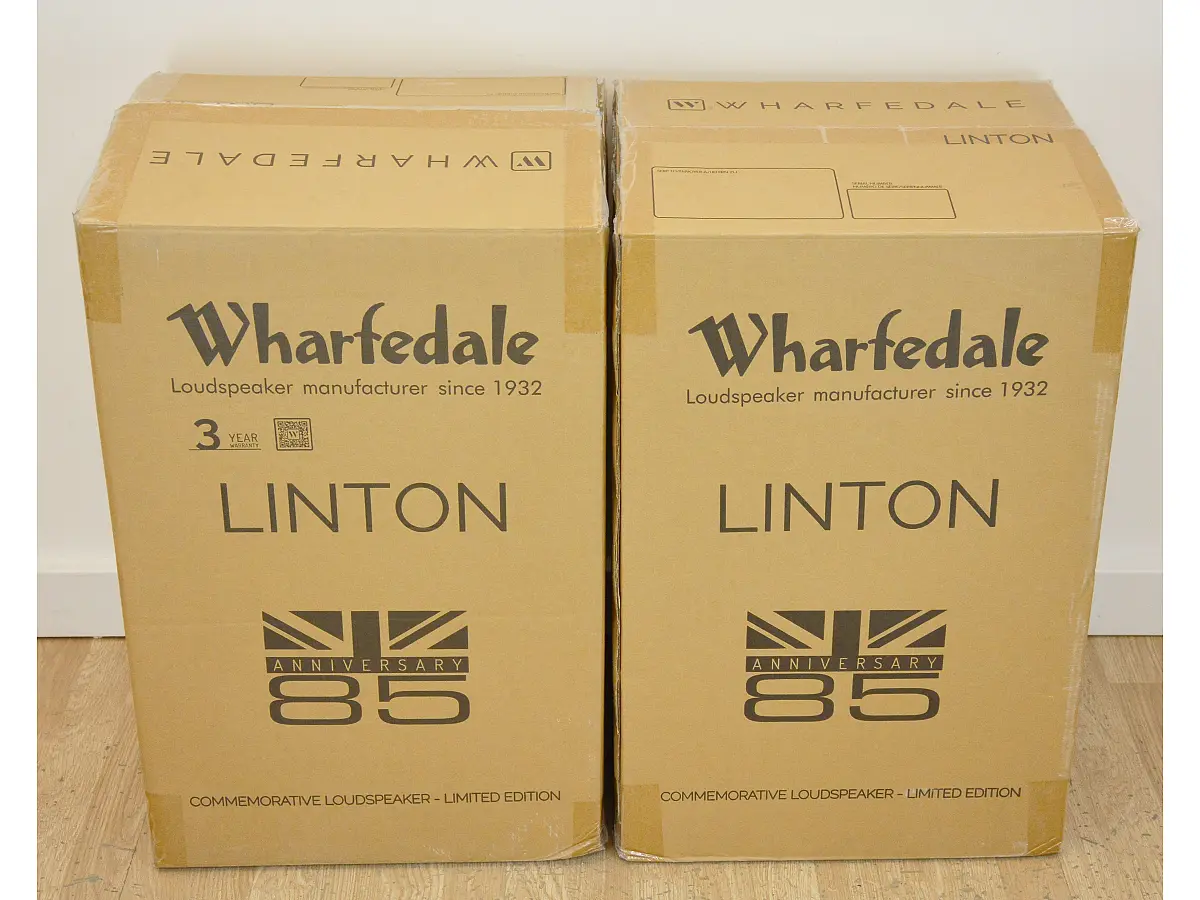 WHARFEDALE
Wharfedale
Loudspeaker manufacturer since 1932
3 YEAR
WARRANTY
LINTON
ANNIVERSARY
85
COMMEMORATIVE LOUDSPEAKER - LIMITED EDITION
WHARFEDALE
LINTON
Wharfedale
Loudspeaker manufacturer since 1932
LINTON
ANNIVERSARY
85
COMMEMORATIVE LOUDSPEAKER - LIMITED EDITION